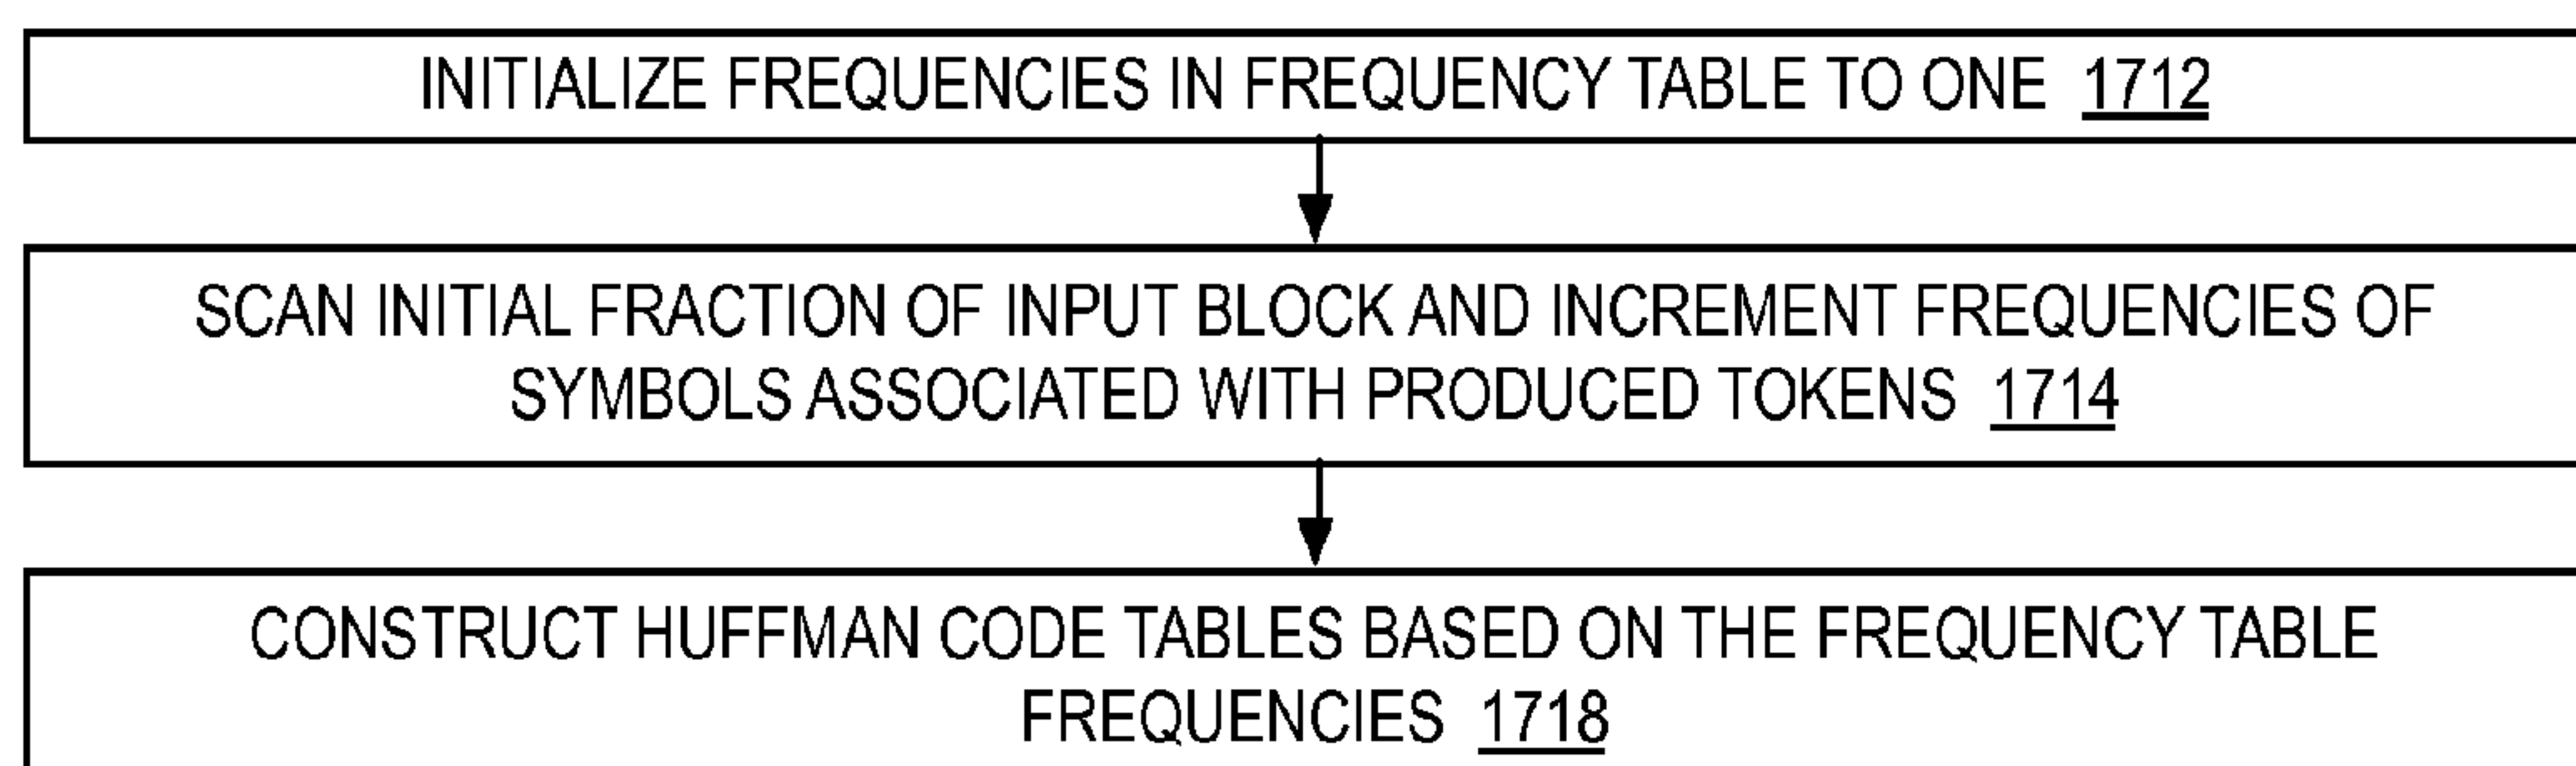 INITIALIZE FREQUENCIES IN FREQUENCY TABLE TO ONE 1712
SCAN INITIAL FRACTION OF INPUT BLOCK AND INCREMENT FREQUENCIES OF
SYMBOLS ASSOCIATED WITH PRODUCED TOKENS 1714
CONSTRUCT HUFFMAN CODE TABLES BASED ON THE FREQUENCY TABLE
FREQUENCIES 1718